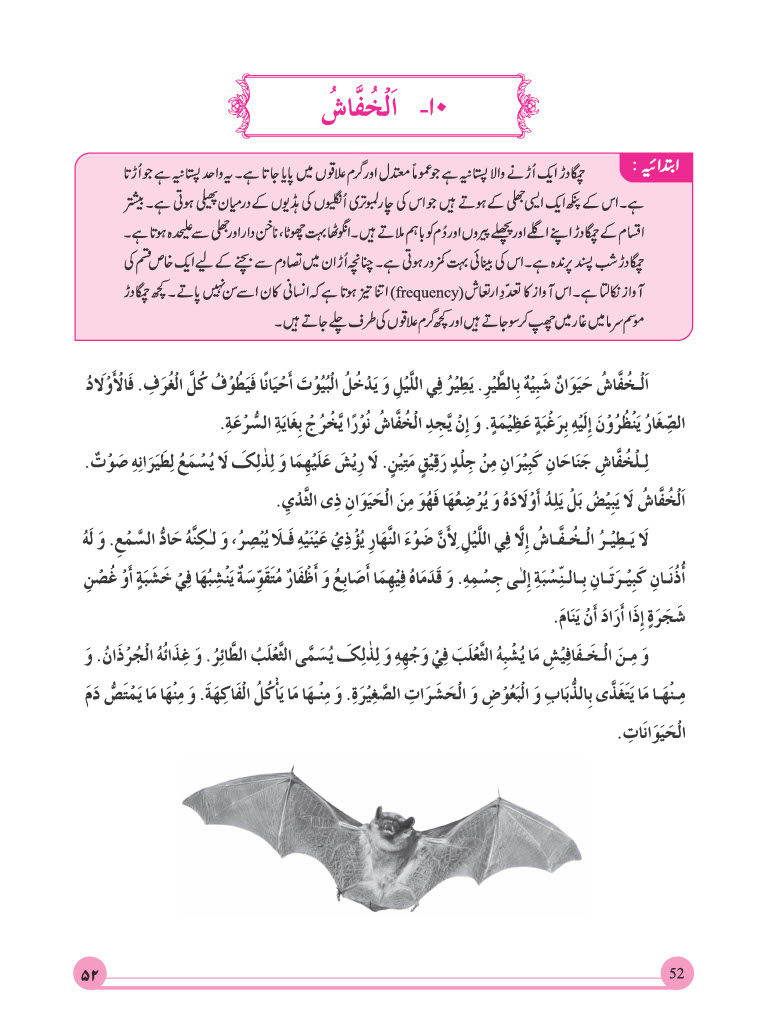 ۱۰- اَلْخُفَّاشُ
ابتدائیہ :
چمگادڑ ایک اُڑنے والا پستانیہ ہے جو عموماً معتدل اور گرم علاقوں میں پایا جاتا ہے۔ یہ واحد پستانیہ ہے جو اُڑتا
ہے۔ اس کے پنکھ ایک ایسی جھلی کے ہوتے ہیں جو اس کی چار لمبوتری اُنگلیوں کی ہڈیوں کے درمیان پھیلی ہوتی ہے۔ بیشتر
اقسام کے چمگادڑ اپنے اگلے اور پچھلے پیروں اور دُم کو باہم ملاتے ہیں۔ انگوٹھا بہت چھوٹا، ناخن دار اور جھلی سے علیحدہ ہوتا ہے۔
چمگادڑ شب پسند پرندہ ہے۔ اس کی بینائی بہت کمزور ہوتی ہے۔ چنانچہ اُڑان میں تصادم سے بچنے کے لیے ایک خاص قسم کی
آواز نکالتا ہے۔ اس آواز کا تعدّدِ ارتعاش (frequency) اتنا تیز ہوتا ہے کہ انسانی کان اسے سن نہیں پاتے۔ کچھ چمگادڑ
موسمِ سرما میں غار میں چھپ کر سو جاتے ہیں اور کچھ گرم علاقوں کی طرف چلے جاتے ہیں۔
اَلْخُفَّاشُ حَيَوَانٌ شَبِيْهٌ بِالطَّيْرِ. يَطِيْرُ فِي اللَّيْلِ وَ يَدْخُلُ الْبُيُوْتَ أَحْيَانًا فَيَطُوْفُ كُلَّ الْغُرَفِ. فَالْأَوْلَادُ
الصِّغَارُ يَنْظُرُوْنَ إِلَيْهِ بِرَغْبَةٍ عَظِيْمَةٍ. وَ إِنْ يَّجِدِ الْخُفَّاشُ نُوْرًا يَّخْرُجْ بِغَايَةِ السُّرْعَةِ.
لِلْخُفَّاشِ جَنَاحَانِ كَبِيْرَانِ مِنْ جِلْدٍ رَقِيْقٍ مَتِيْنٍ. لَا رِيْشَ عَلَيْهِمَا وَ لِذٰلِکَ لَا يُسْمَعُ لِطَيَرَانِهِ صَوْتٌ.
اَلْخُفَّاشُ لَا يَبِيْضُ بَلْ يَلِدُ أَوْلَادَهُ وَ يُرْضِعُهَا فَهُوَ مِنَ الْحَيَوَانِ ذِی الثَّدْيِ.
لَا يَطِيْرُ الْخُفَّاشُ إِلَّا فِي اللَّيْلِ لِأَنَّ ضَوْءَ النَّهَارِ يُؤْذِيْ عَيْنَيْهِ فَلَا يُبْصِرُ، وَ لٰكِنَّهُ حَادُّ السَّمْعِ. وَ لَهُ
أُذُنَانِ كَبِيْرَتَانِ بِالنِّسْبَةِ إِلٰى جِسْمِهِ. وَ قَدَمَاهُ فِيْهِمَا أَصَابِعُ وَ أَظْفَارٌ مُتَقَوِّسَةٌ يَنْشِبُهَا فِيْ خَشَبَةٍ أَوْ غُصْنِ
شَجَرَةٍ إِذَا أَرَادَ أَنْ يَنَامَ.
وَ مِنَ الْخَفَافِيْشِ مَا يُشْبِهُ الثَّعْلَبَ فِيْ وَجْهِهِ وَ لِذٰلِکَ يُسَمَّى الثَّعْلَبُ الطَّائِرُ. وَ غِذَائُهُ الْجُرْذَانُ. وَ
مِنْهَا مَا يَتَغَذَّى بِالذُّبَابِ وَ الْبَعُوْضِ وَ الْحَشَرَاتِ الصَّغِيْرَةِ. وَ مِنْهَا مَا يَأْكُلُ الْفَاكِهَةَ. وَ مِنْهَا مَا يَمْتَصُّ دَمَ
الْحَيَوَانَاتِ.
۵۲
52